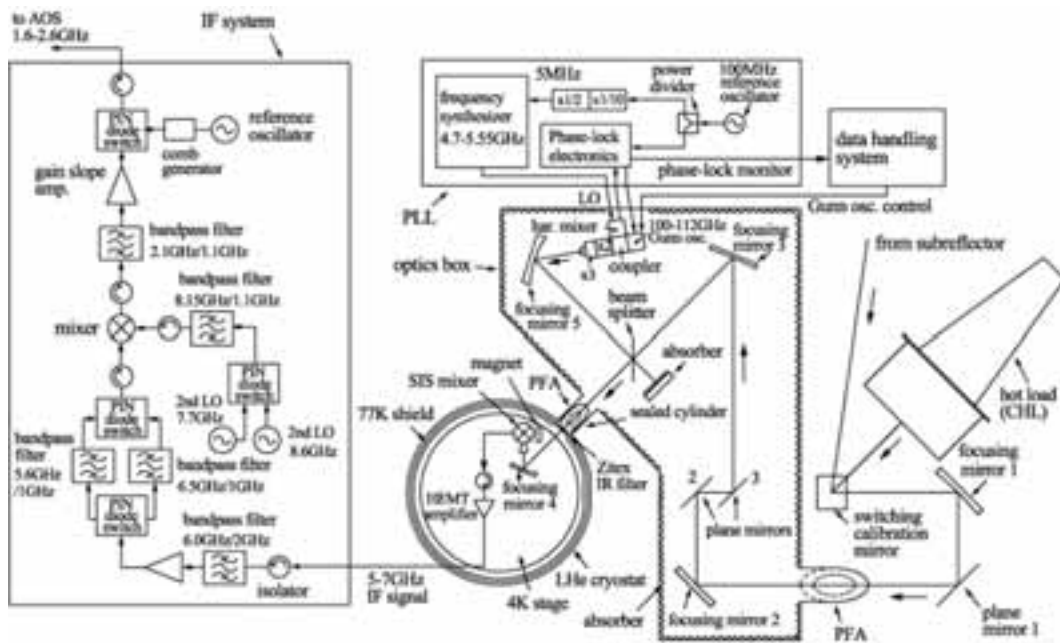 to AOS
1.6-2.6GHz
IF system
PIN
diode
switch
reference
oscillator
comb
generator
gain slope
amp.
bandpass filter
2.1GHz/1.1GHz
bandpass filter
8.15GHz/1.1GHz
mixer
PIN
diode
switch
PIN
diode
switch
2nd LO
7.7GHz
2nd LO
8.6GHz
bandpass
filter
5.6GHz
/1GHz
bandpass filter
6.5GHz/1GHz
PIN
diode
switch
bandpass filter
6.0GHz/2GHz
isolator
5-7GHz
IF signal
frequency
synthesizer
4.7-5.55GHz
5MHz
x1/2
x1/10
power
divider
100MHz
reference
oscillator
Phase-lock
electronics
phase-lock monitor
data handling
system
PLL
LO
Gunn osc. control
har. mixer
100-112GHz
Gunn osc.
coupler
x3
focusing
mirror 3
optics box
focusing
mirror 5
beam
splitter
absorber
magnet
SIS mixer
PFA
sealed cylinder
77K shield
Zitex
IR filter
focusing
mirror 4
HEMT
amplifier
4K stage
LHe cryostat
absorber
2
3
plane mirrors
focusing mirror 2
PFA
from subreflector
hot load
(CHL)
focusing
mirror 1
switching
calibration
mirror
plane
mirror 1